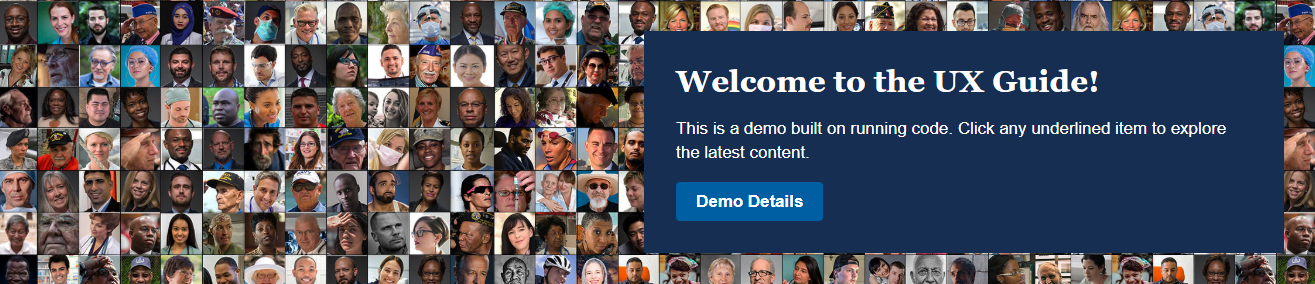 Welcome to the UX Guide!
This is a demo built on running code. Click any underlined item to explore
the latest content.
Demo Details